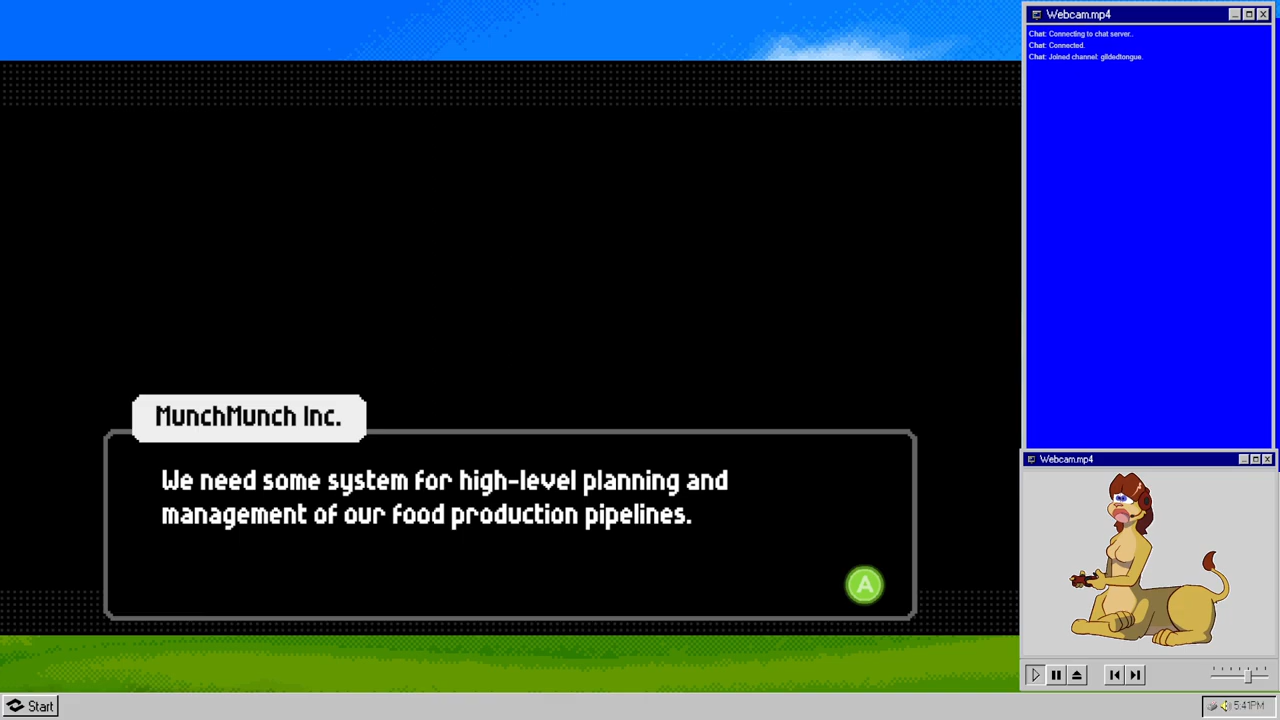 Webcam.mp4
Chat: Connecting to chat server..
Chat: Connected.
Chat: Joined channel: gildedtongue.
MunchMunch Inc.
We need some system for high-level planning and
management of our food production pipelines.
A
Webcam.mp4
Start
5:41PM